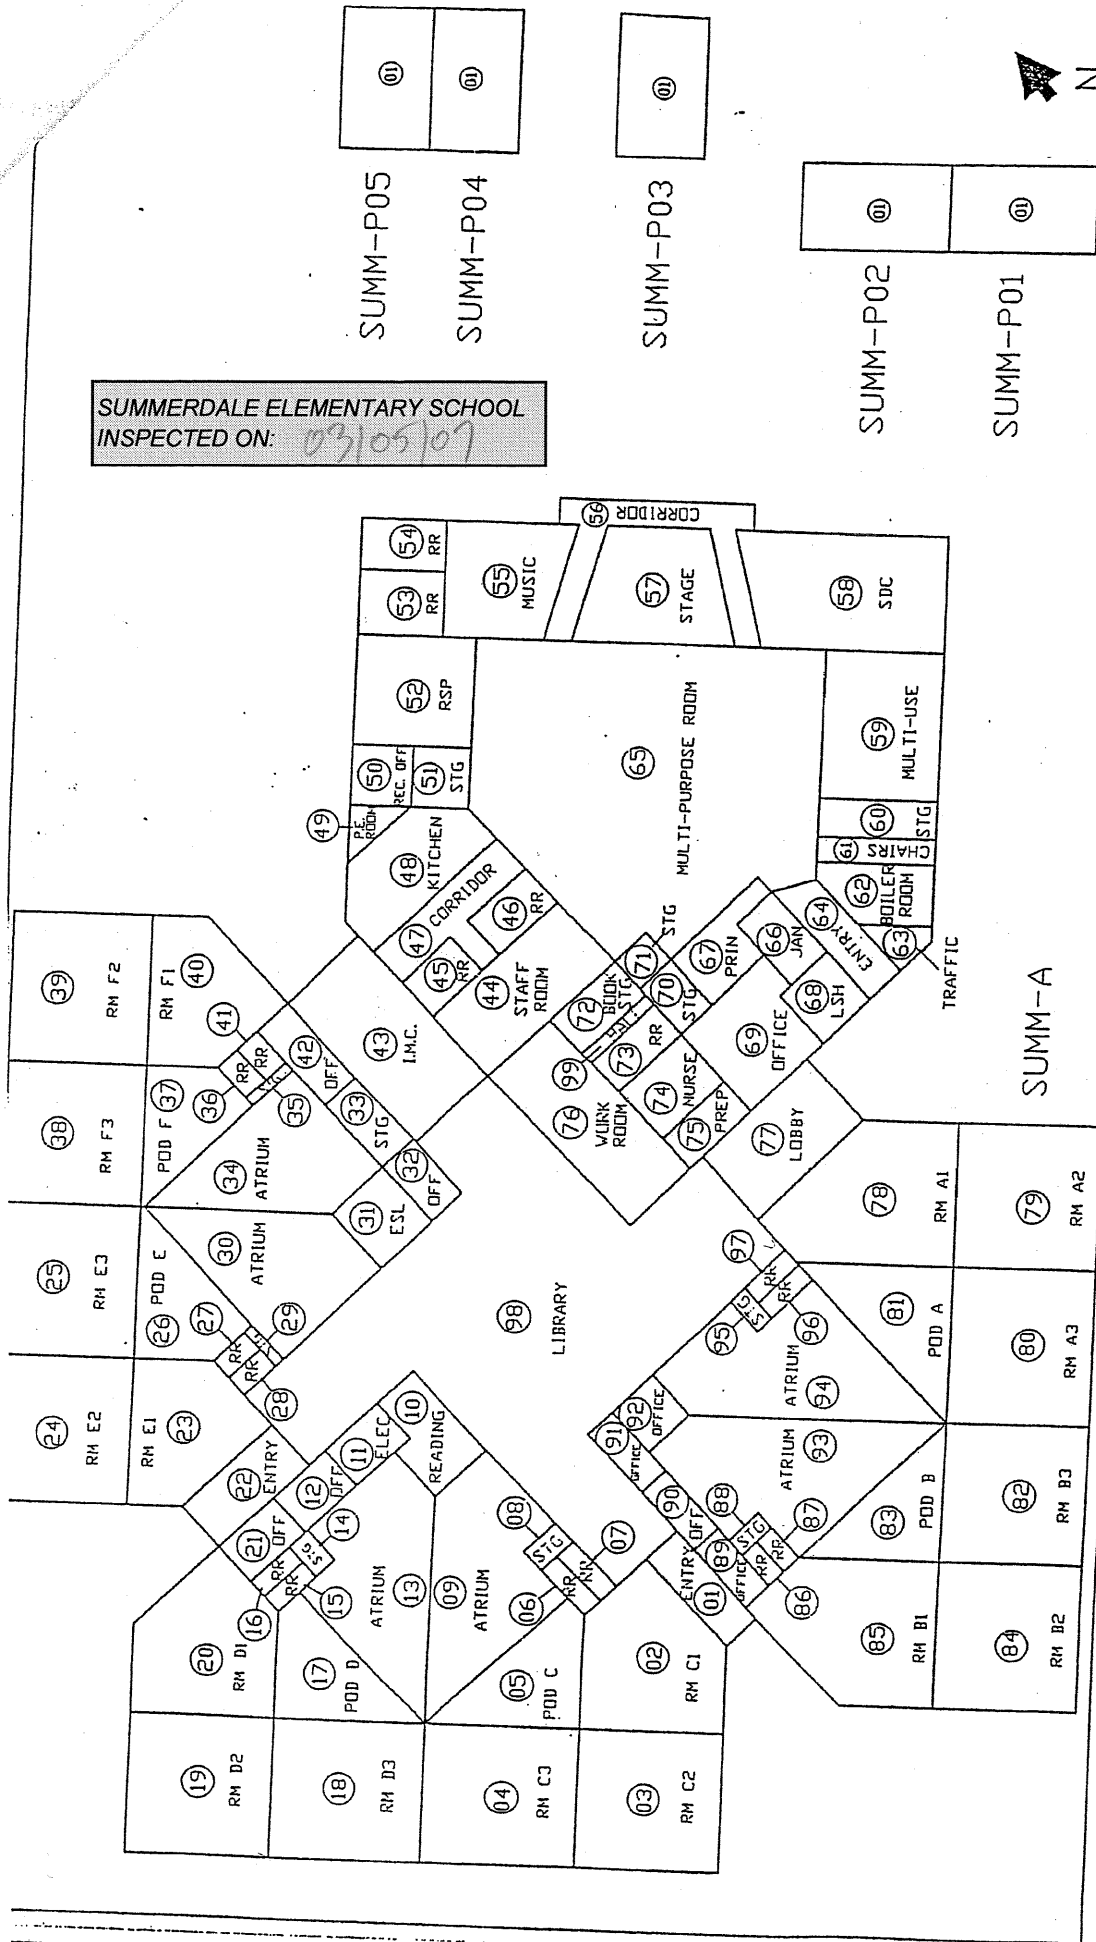 SUMMERDALE ELEMENTARY SCHOOL
INSPECTED ON: 03/05/07
01
SUMM-P05
01
SUMM-P04
01
SUMM-P03
01
SUMM-P02
01
SUMM-P01
N
SUMM-A
39
RM F2
40
RM F1
38
RM F3
37
POD F
41
RR
36
RR
35
42
OFF
33
STG
34
ATRIUM
43
I.M.C.
32
OFF
31
ESL
30
ATRIUM
25
RM E3
26
POD E
27
RR
28
RR
29
24
RM E2
23
RM E1
22
ENTRY
21
OFF
12
OFF
11
ELEC
10
READING
14
STG
16
RR
15
RR
13
ATRIUM
09
ATRIUM
20
RM D1
17
POD D
19
RM D2
18
RM D3
04
RM C3
03
RM C2
05
POD C
02
RM C1
06
RR
07
RR
08
STG
01
ENTRY
49
P.E. ROOM
50
REC. OFF
51
STG
52
RSP
53
RR
54
RR
55
MUSIC
56
CORRIDOR
57
STAGE
58
SDC
59
MULTI-USE
60
STG
61
CHAIRS
62
BOILER
ROOM
63
TRAFFIC
64
ENTRY
65
MULTI-PURPOSE ROOM
48
KITCHEN
47
CORRIDOR
46
RR
45
RR
44
STAFF
ROOM
72
BOOK
STG
71
STG
70
STG
67
PRIN
66
JAN
68
LSH
69
OFFICE
99
73
RR
74
NURSE
75
PREP
76
WORK
ROOM
77
LOBBY
98
LIBRARY
78
RM A1
79
RM A2
80
RM A3
81
POD A
97
RR
96
RR
95
STG
94
ATRIUM
93
ATRIUM
92
OFFICE
91
OFFICE
90
OFF
89
OFFICE
88
STG
87
RR
86
RR
83
POD B
82
RM B3
85
RM B1
84
RM B2